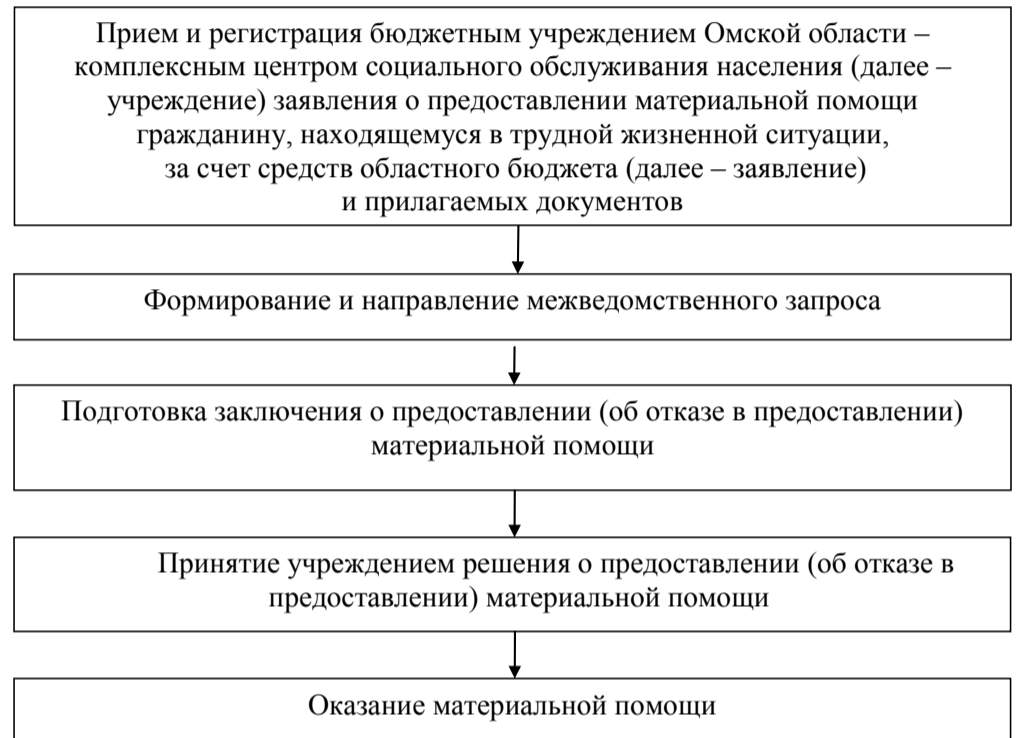 Прием и регистрация бюджетным учреждением Омской области –
комплексным центром социального обслуживания населения (далее –
учреждение) заявления о предоставлении материальной помощи
гражданину, находящемуся в трудной жизненной ситуации,
за счет средств областного бюджета (далее – заявление)
и прилагаемых документов
Формирование и направление межведомственного запроса
Подготовка заключения о предоставлении (об отказе в предоставлении)
материальной помощи
Принятие учреждением решения о предоставлении (об отказе в
предоставлении) материальной помощи
Оказание материальной помощи